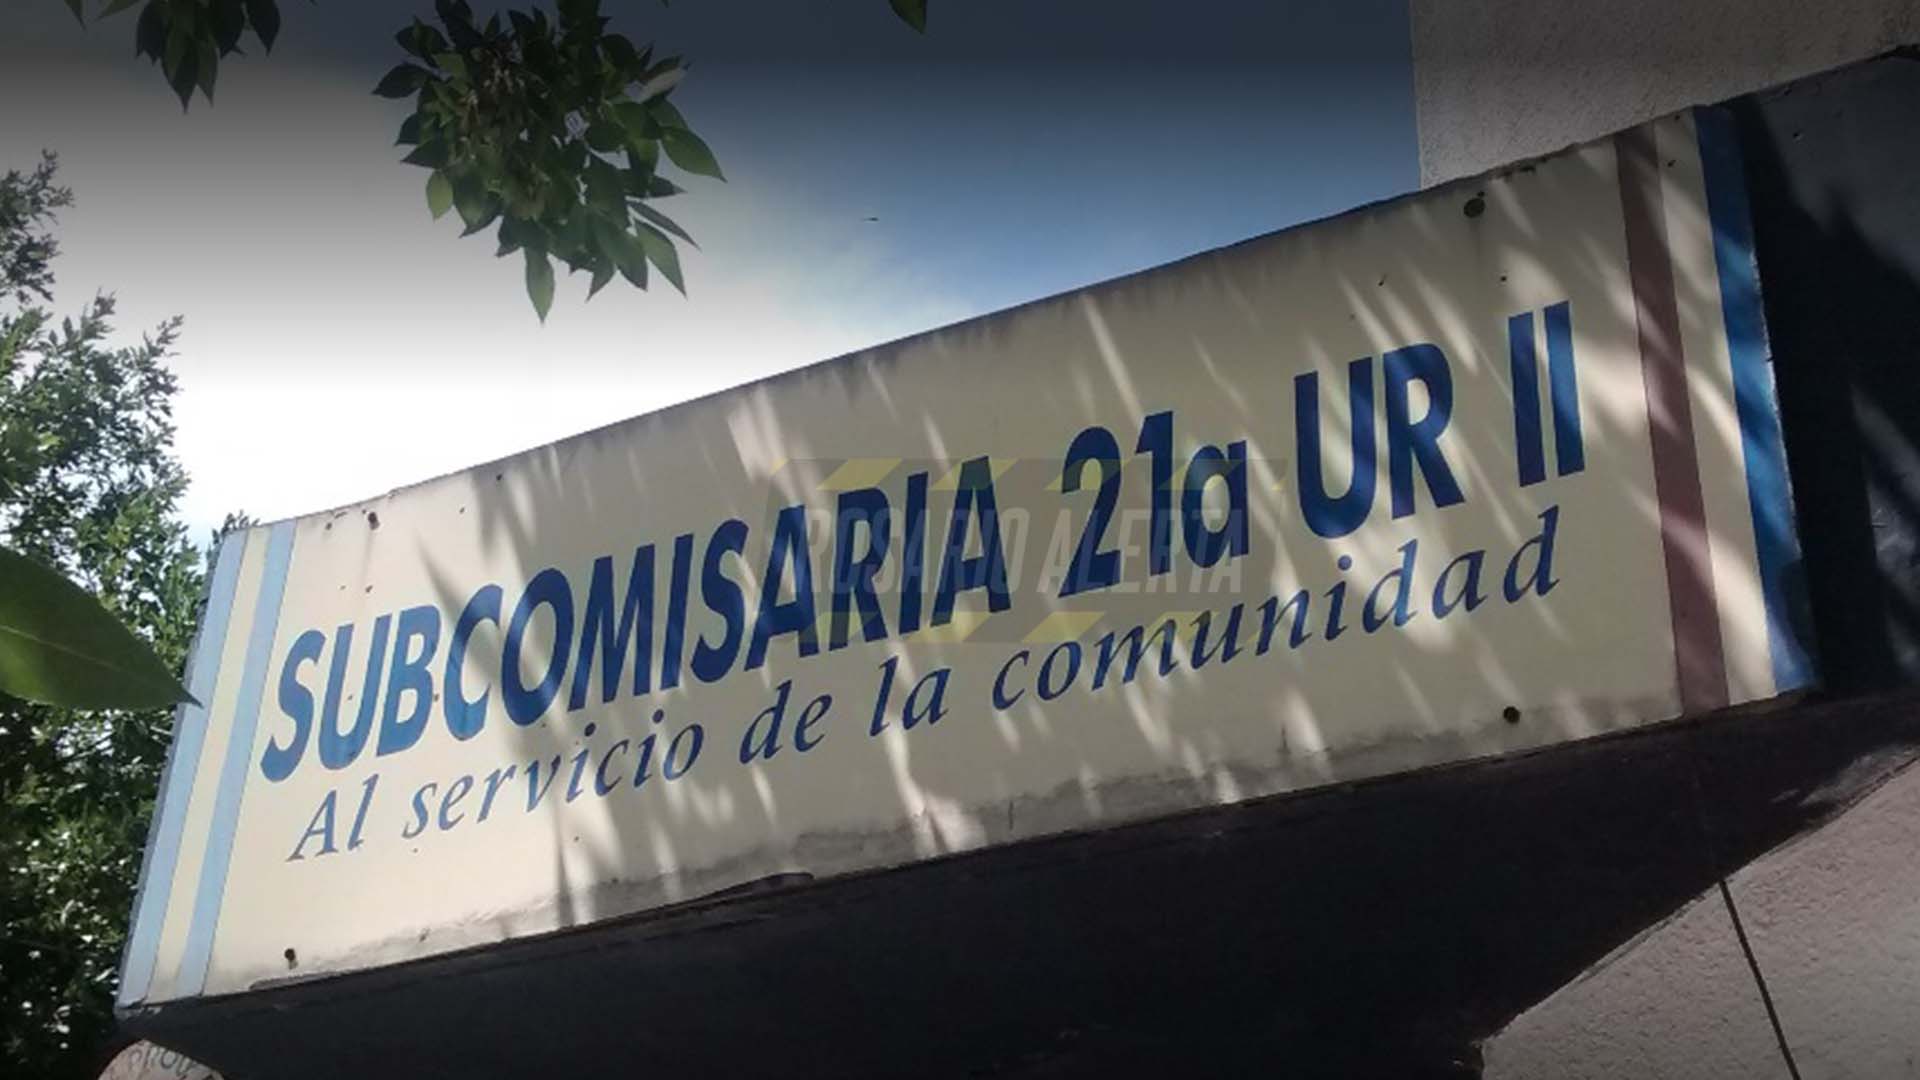 SUBCOMISARIA 21a UR II
Al servicio de la comunidad
ROSARIO ALERTA